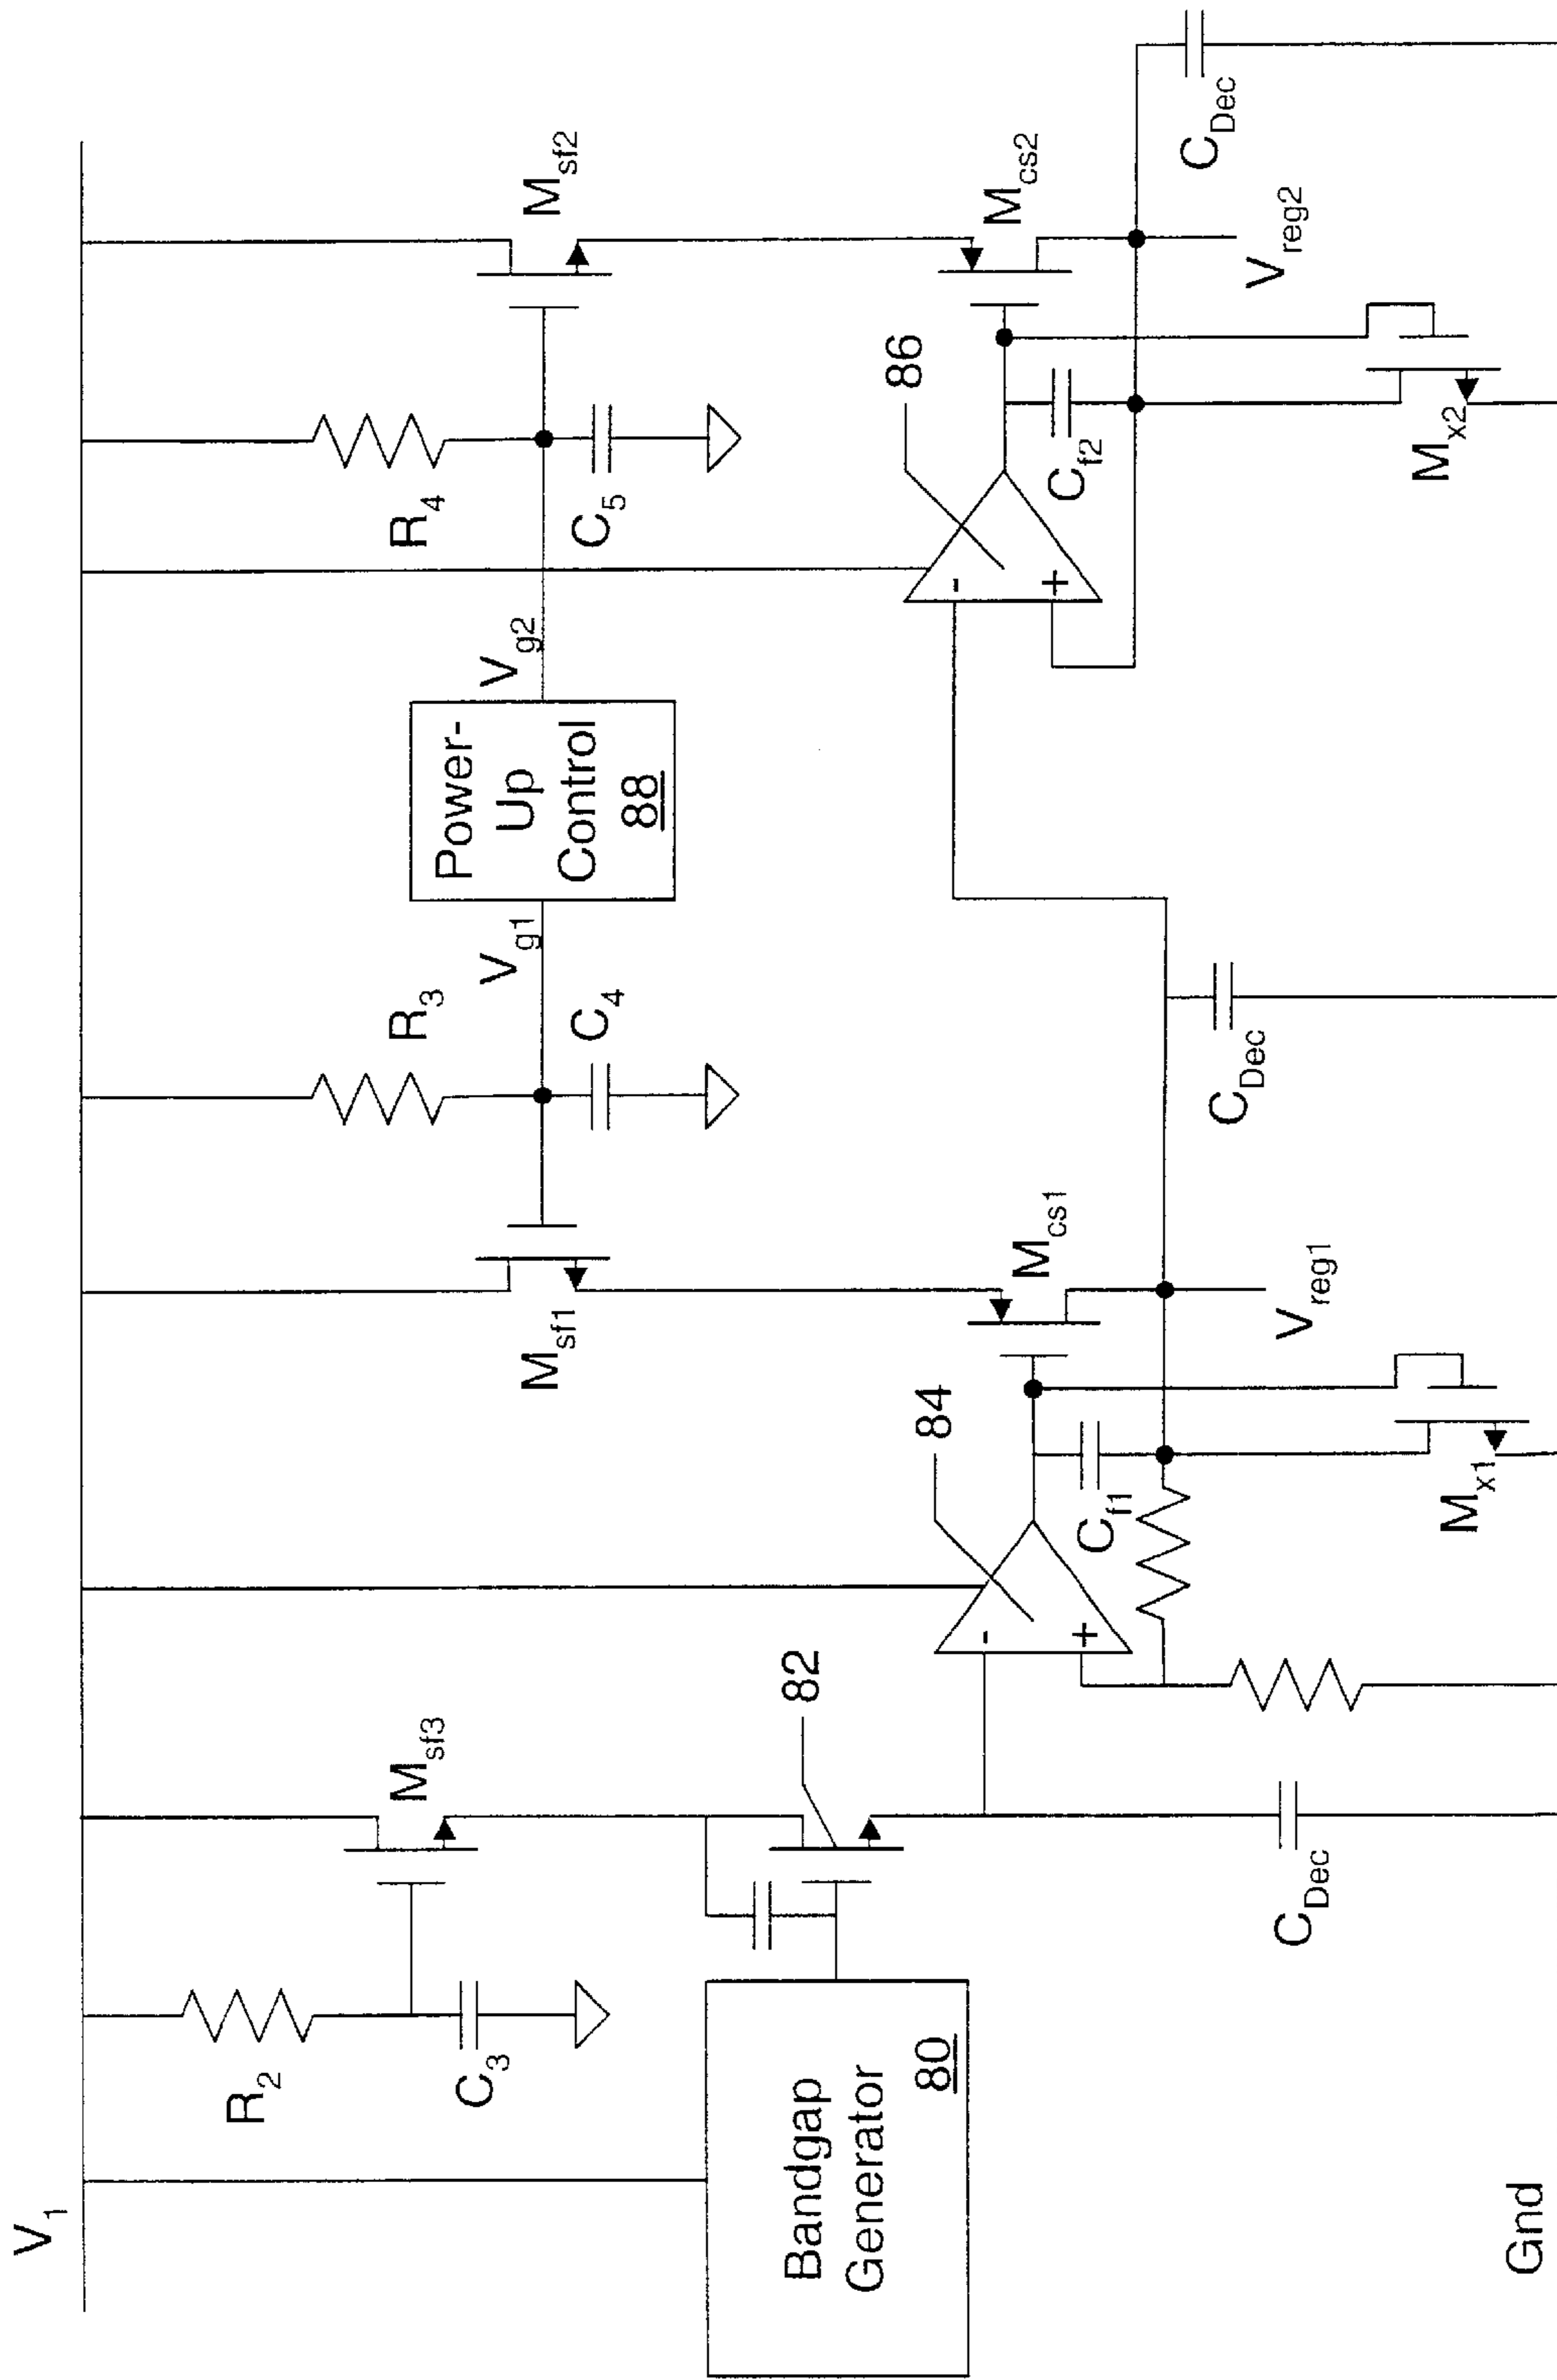 V1
R2
C3
Msf3
Bandgap
Generator
80
82
CDec
84
-
+
Cf1
Msf1
Mcs1
Vreg1
Mx1
R3
C4
Vg1
Power-
Up
Control
88
Vg2
CDec
R4
C5
Msf2
86
-
+
Cf2
Mcs2
Vreg2
Mx2
CDec
Gnd